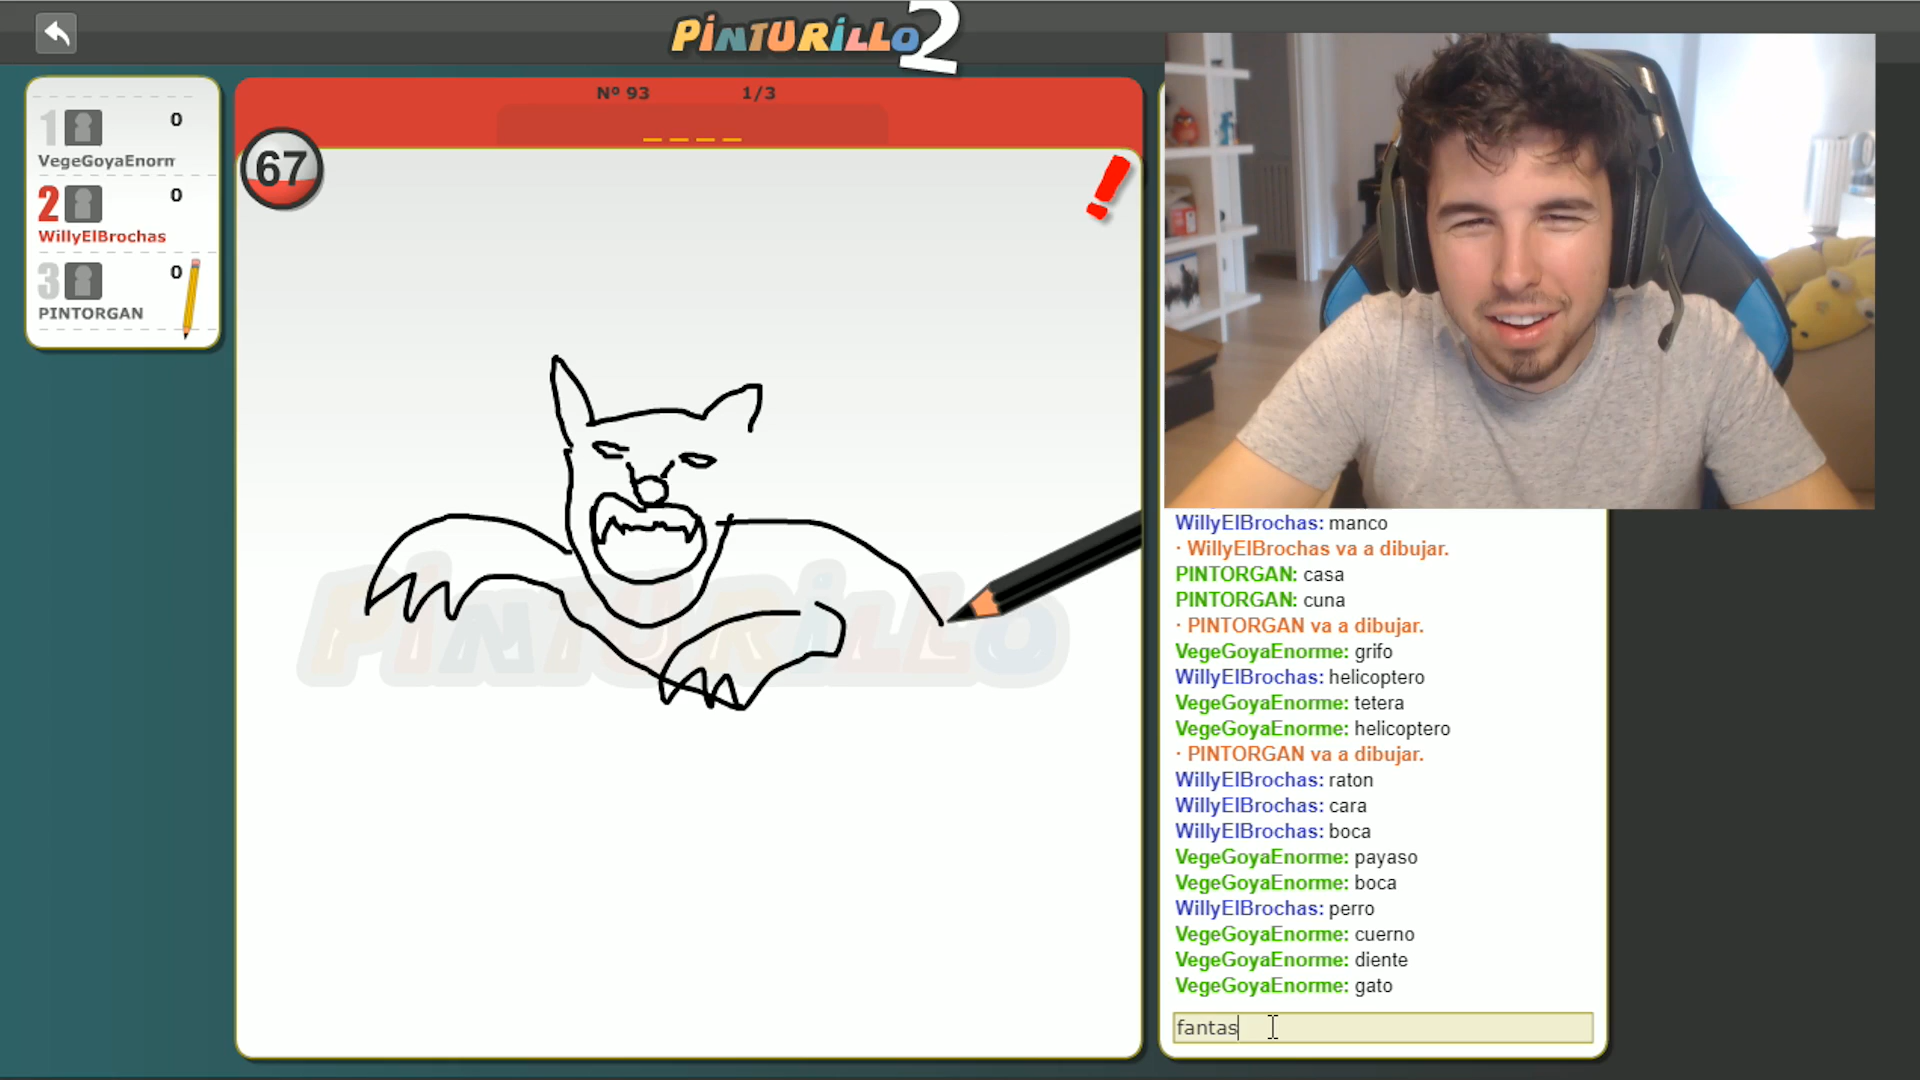 PiNTURiLLO 2
Nº 93 1/3
_ _ _ _
67
1 0
VegeGoyaEnorm
2 0
WillyElBrochas
3 0
PINTORGAN
PiNTURiLLO
WillyElBrochas: manco
· WillyElBrochas va a dibujar.
PINTORGAN: casa
PINTORGAN: cuna
· PINTORGAN va a dibujar.
VegeGoyaEnorme: grifo
WillyElBrochas: helicoptero
VegeGoyaEnorme: tetera
VegeGoyaEnorme: helicoptero
· PINTORGAN va a dibujar.
WillyElBrochas: raton
WillyElBrochas: cara
WillyElBrochas: boca
VegeGoyaEnorme: payaso
VegeGoyaEnorme: boca
WillyElBrochas: perro
VegeGoyaEnorme: cuerno
VegeGoyaEnorme: diente
VegeGoyaEnorme: gato
fantas